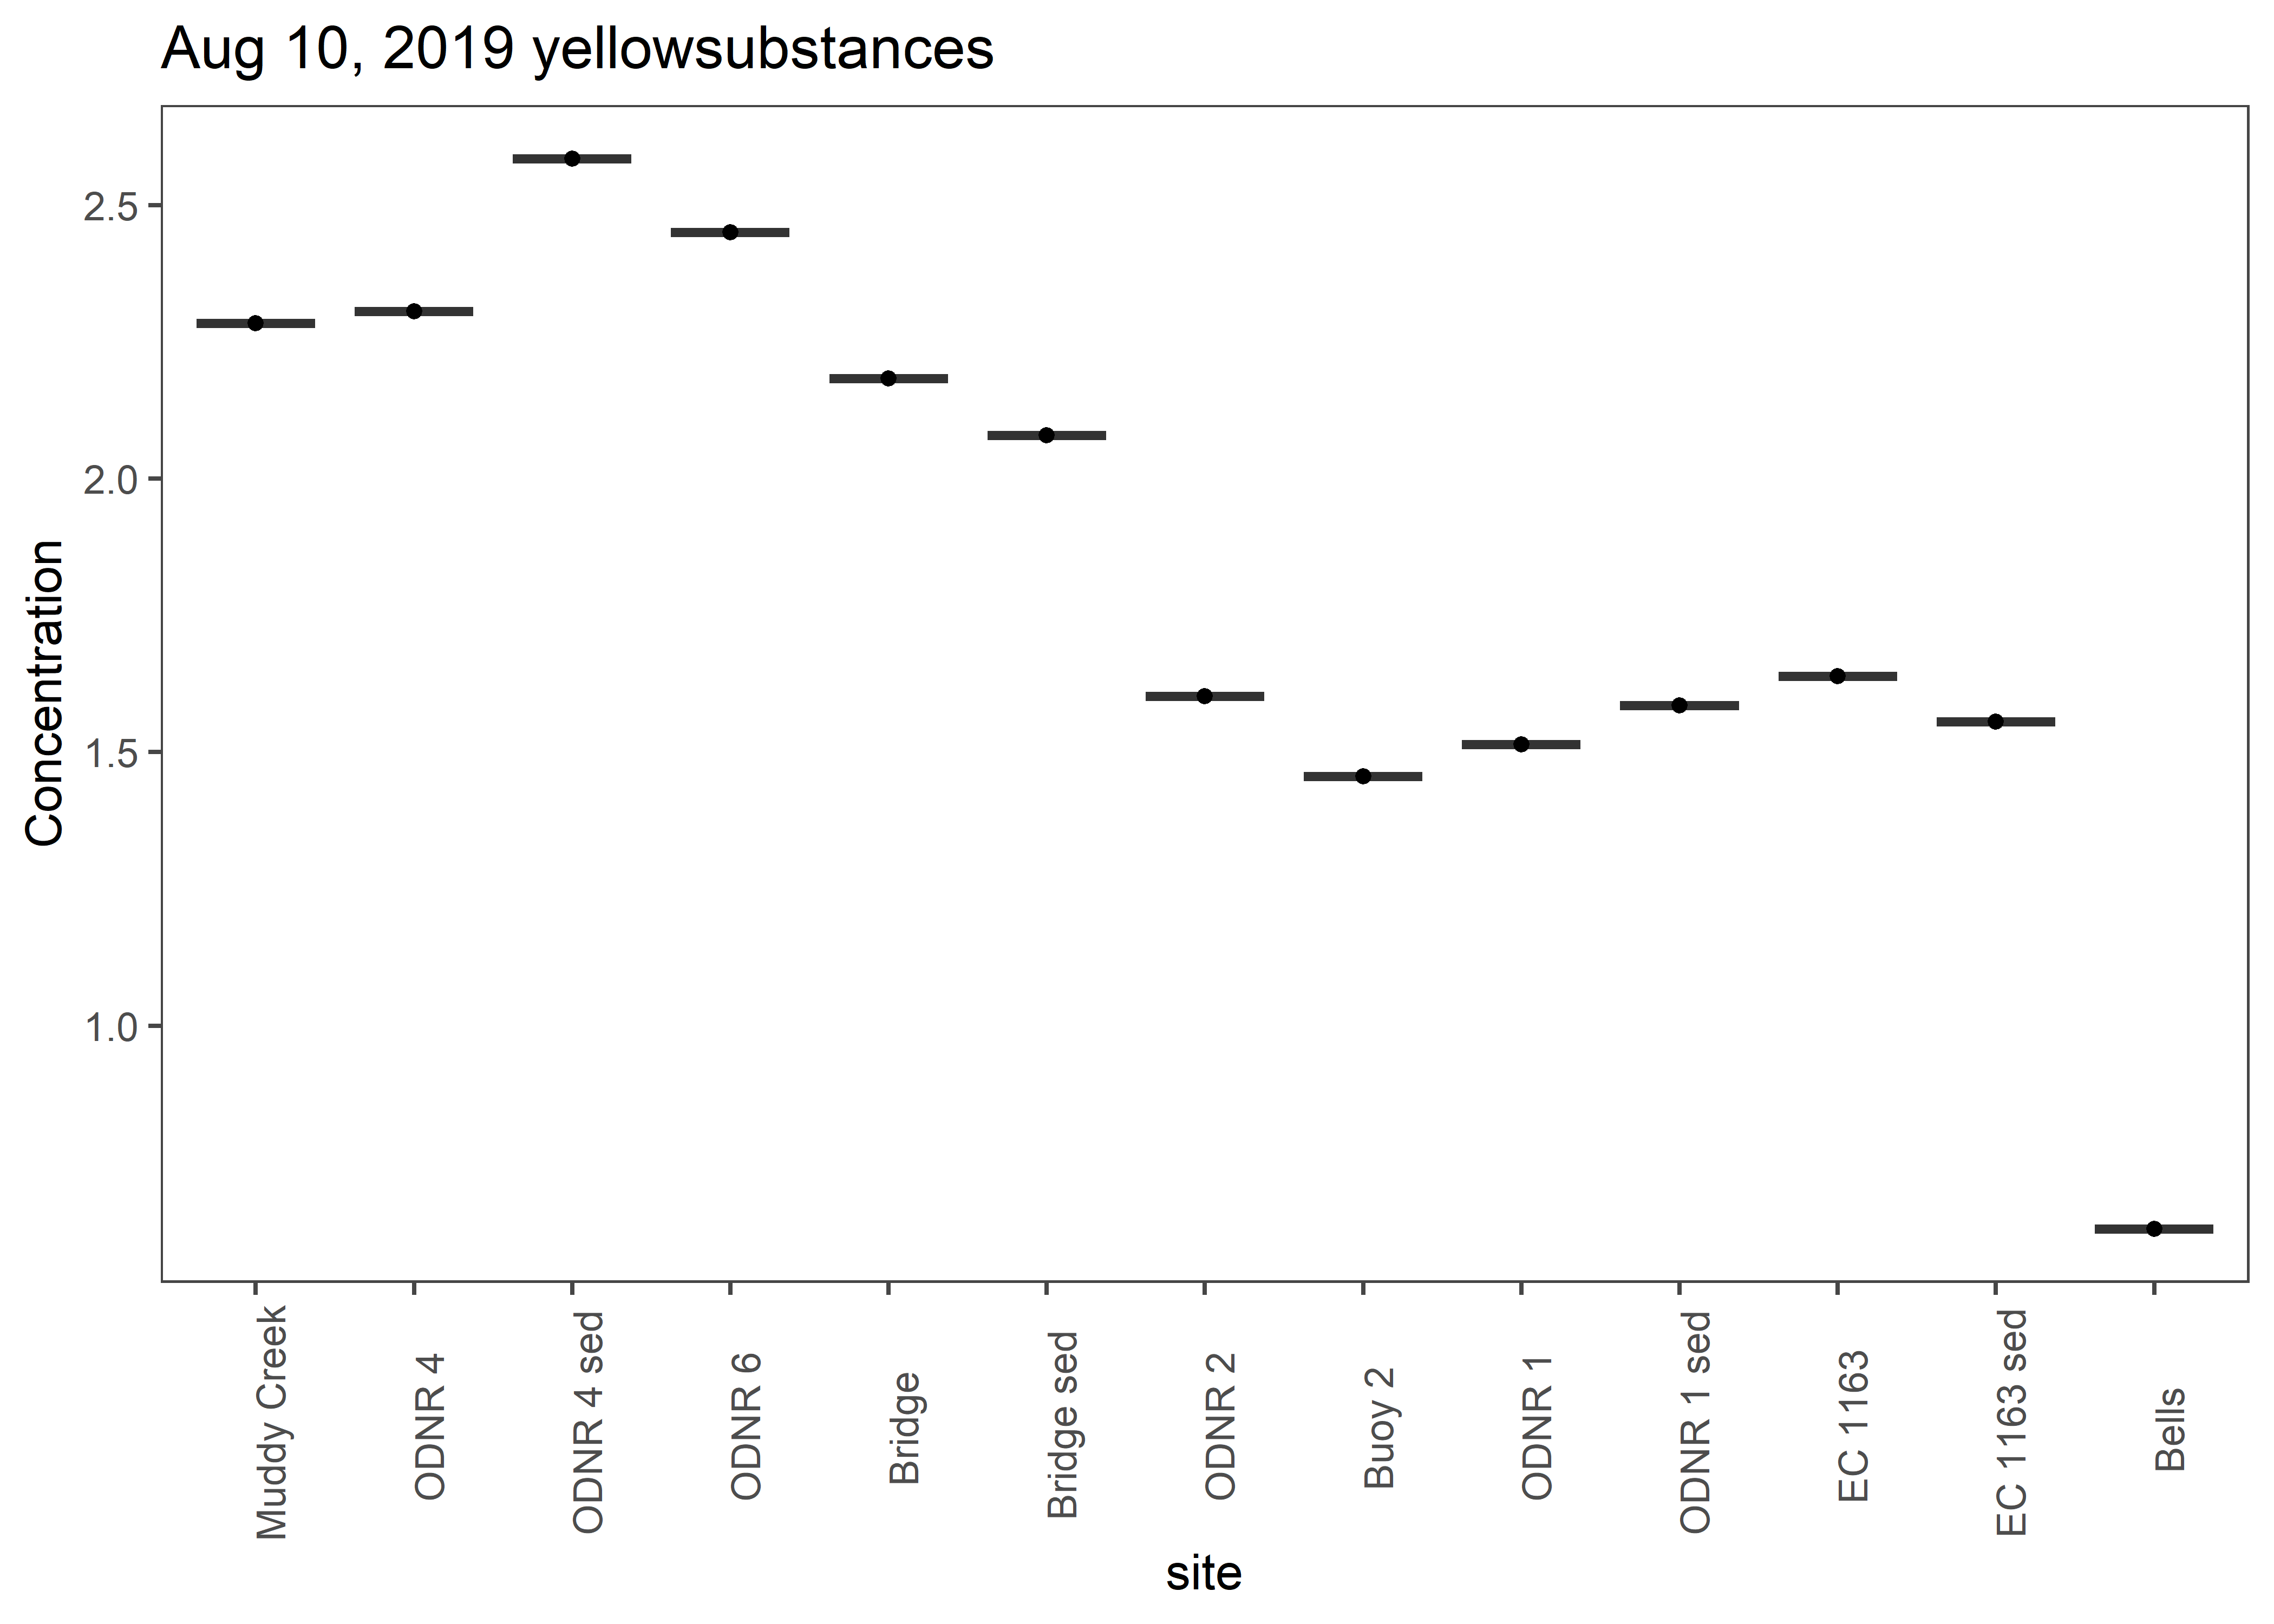 Aug 10, 2019 yellowsubstances
Concentration
2.5
2.0
1.5
1.0
Muddy Creek
ODNR 4
ODNR 4 sed
ODNR 6
Bridge
Bridge sed
ODNR 2
Buoy 2
ODNR 1
ODNR 1 sed
EC 1163
EC 1163 sed
Bells
site